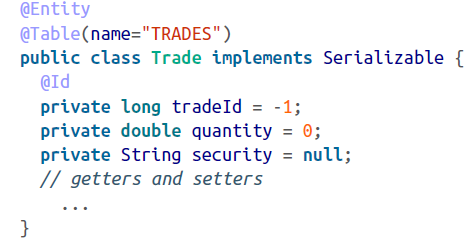 @Entity
@Table(name="TRADES")
public class Trade implements Serializable {
  @Id
  private long tradeId = -1;
  private double quantity = 0;
  private String security = null;
  // getters and setters
    ...
}